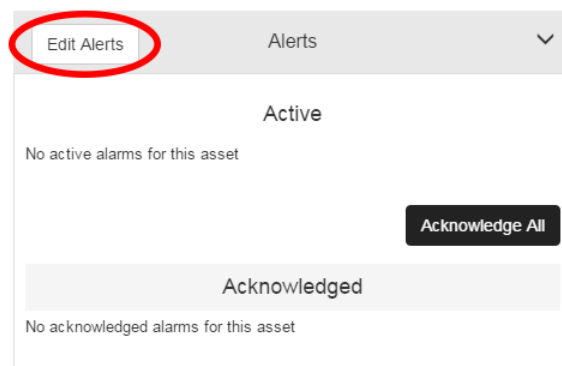 Edit Alerts Alerts
Active
No active alarms for this asset
Acknowledge All
Acknowledged
No acknowledged alarms for this asset